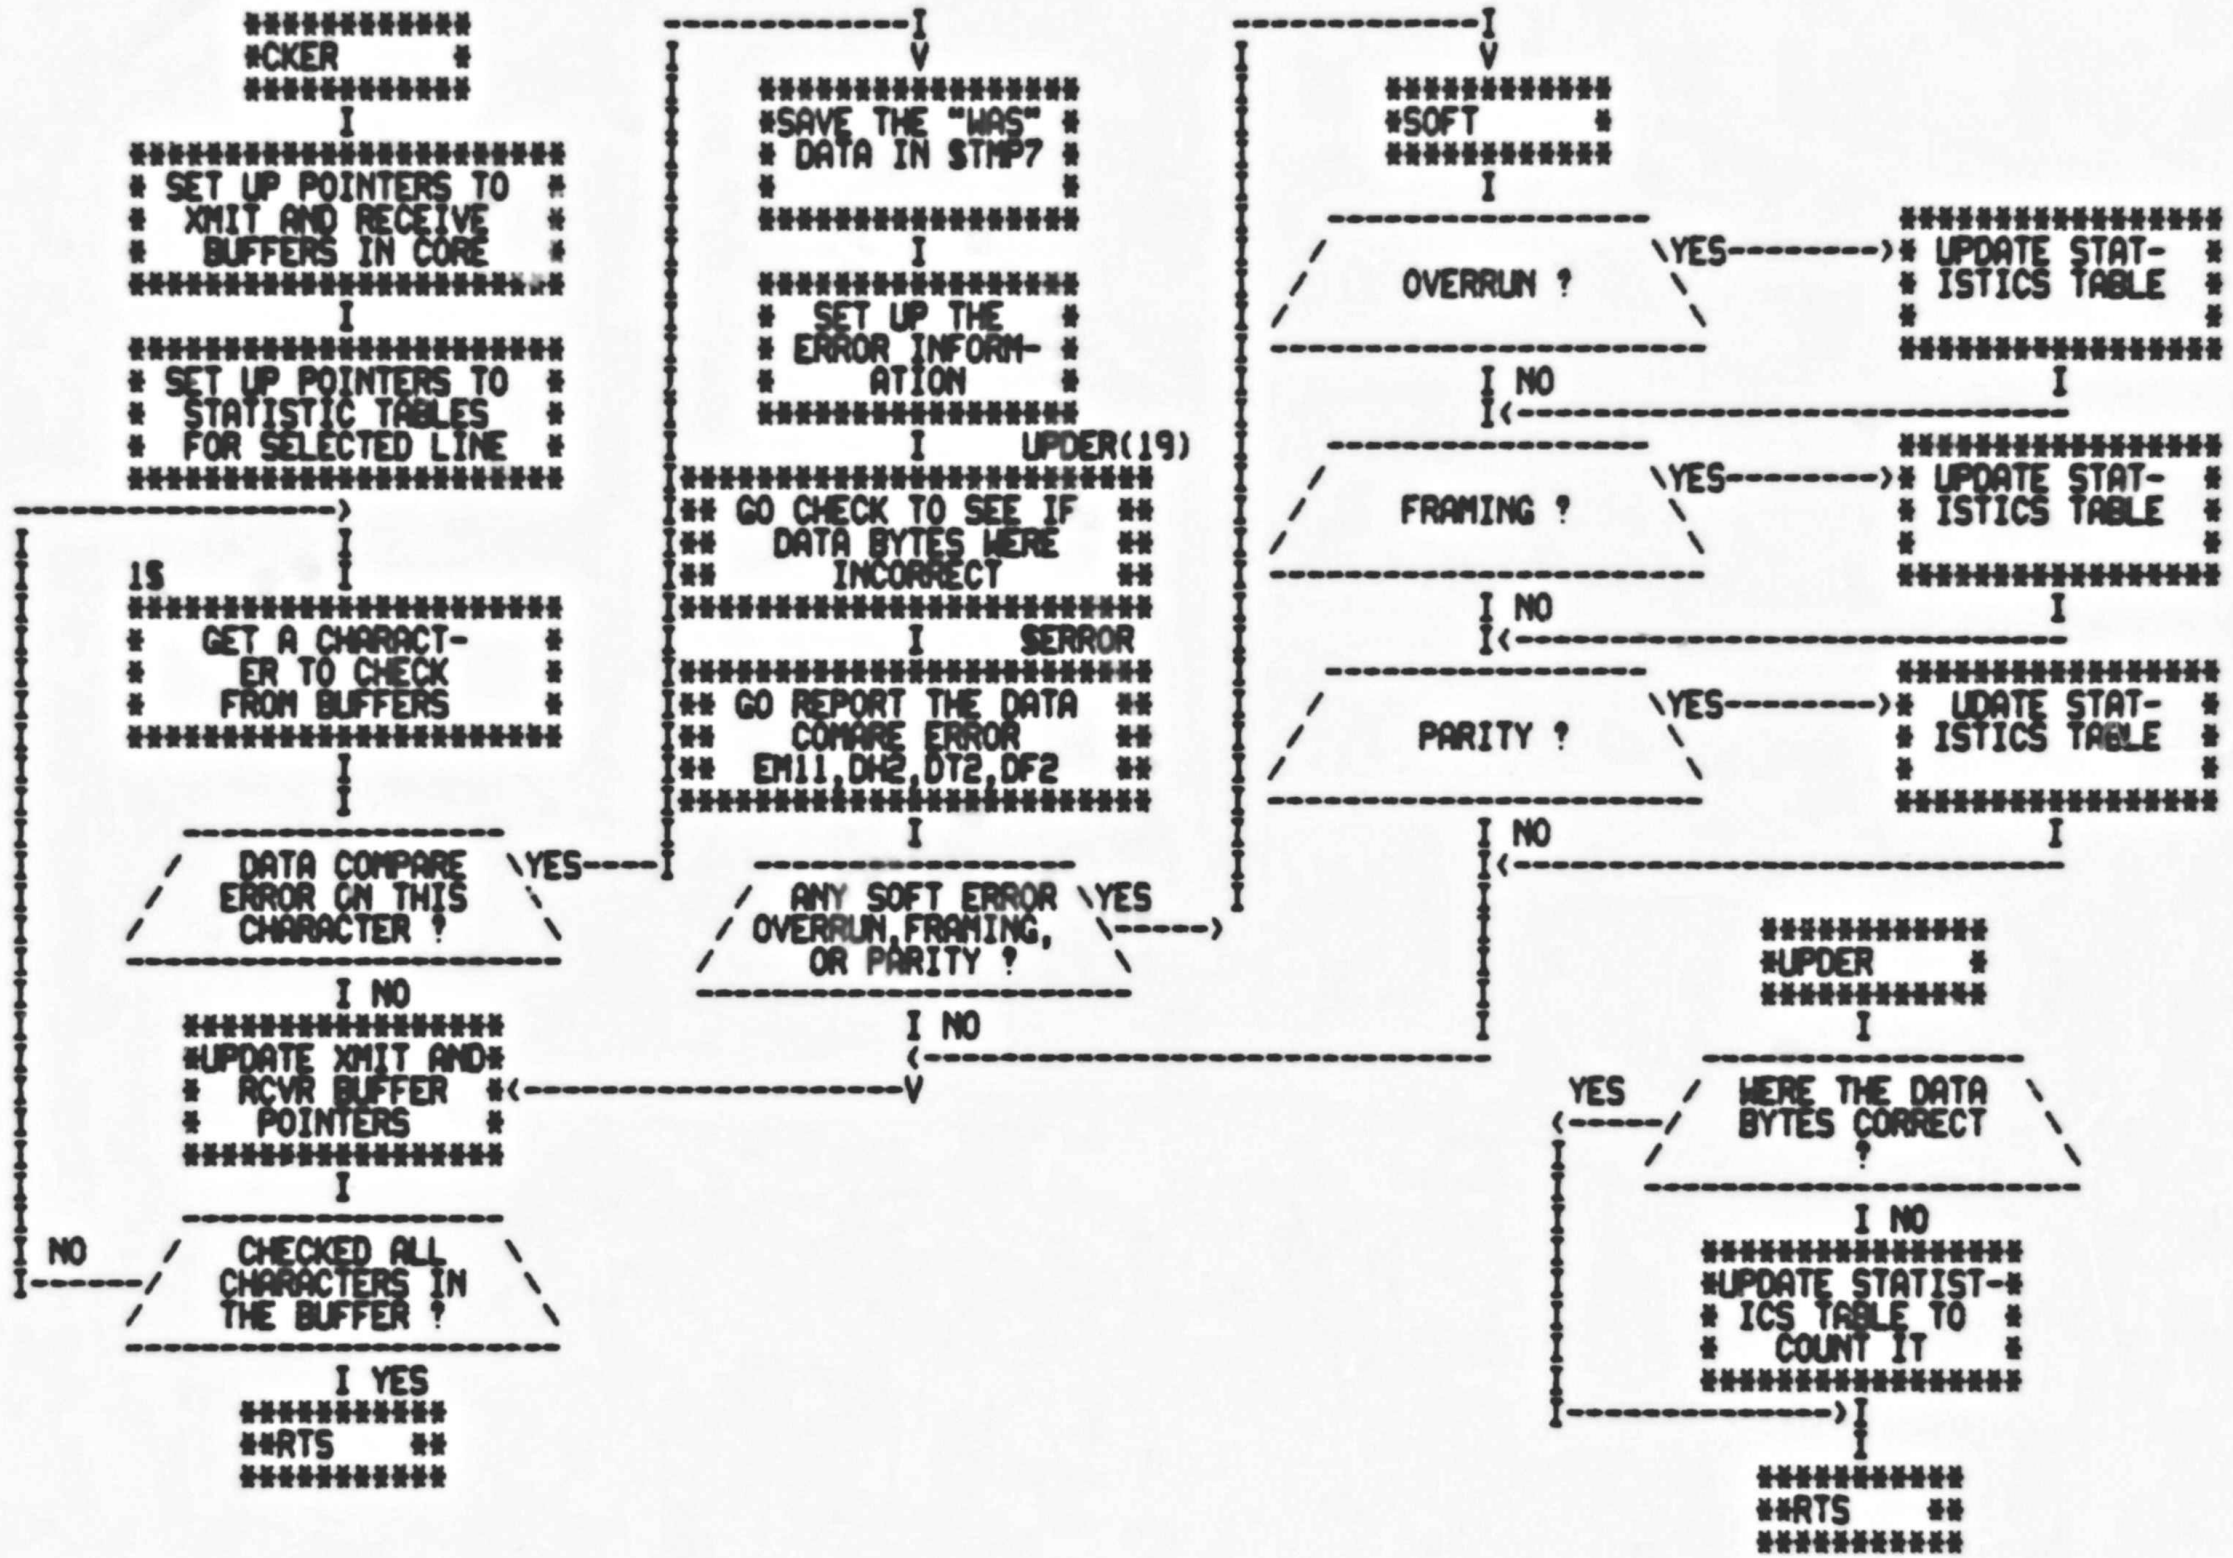 CKER
SET UP POINTERS TO
XMIT AND RECEIVE
BUFFERS IN CORE
SET UP POINTERS TO
STATISTIC TABLES
FOR SELECTED LINE
1$
GET A CHARACT-
ER TO CHECK
FROM BUFFERS
DATA COMPARE
ERROR ON THIS
CHARACTER ?
YES
NO
UPDATE XMIT AND
RCVR BUFFER
POINTERS
CHECKED ALL
CHARACTERS IN
THE BUFFER ?
NO
YES
RTS
SAVE THE "WAS"
DATA IN $TMP7
SET UP THE
ERROR INFORM-
ATION
UPDER(19)
GO CHECK TO SEE IF
DATA BYTES WERE
INCORRECT
$ERROR
GO REPORT THE DATA
COMARE ERROR
EM11,DH2,DT2,DF2
ANY SOFT ERROR
OVERRUN,FRAMING,
OR PARITY ?
YES
NO
SOFT
OVERRUN ?
YES
UPDATE STAT-
ISTICS TABLE
NO
FRAMING ?
YES
UPDATE STAT-
ISTICS TABLE
NO
PARITY ?
YES
UDATE STAT-
ISTICS TABLE
NO
UPDER
WERE THE DATA
BYTES CORRECT
?
YES
NO
UPDATE STATIST-
ICS TABLE TO
COUNT IT
RTS